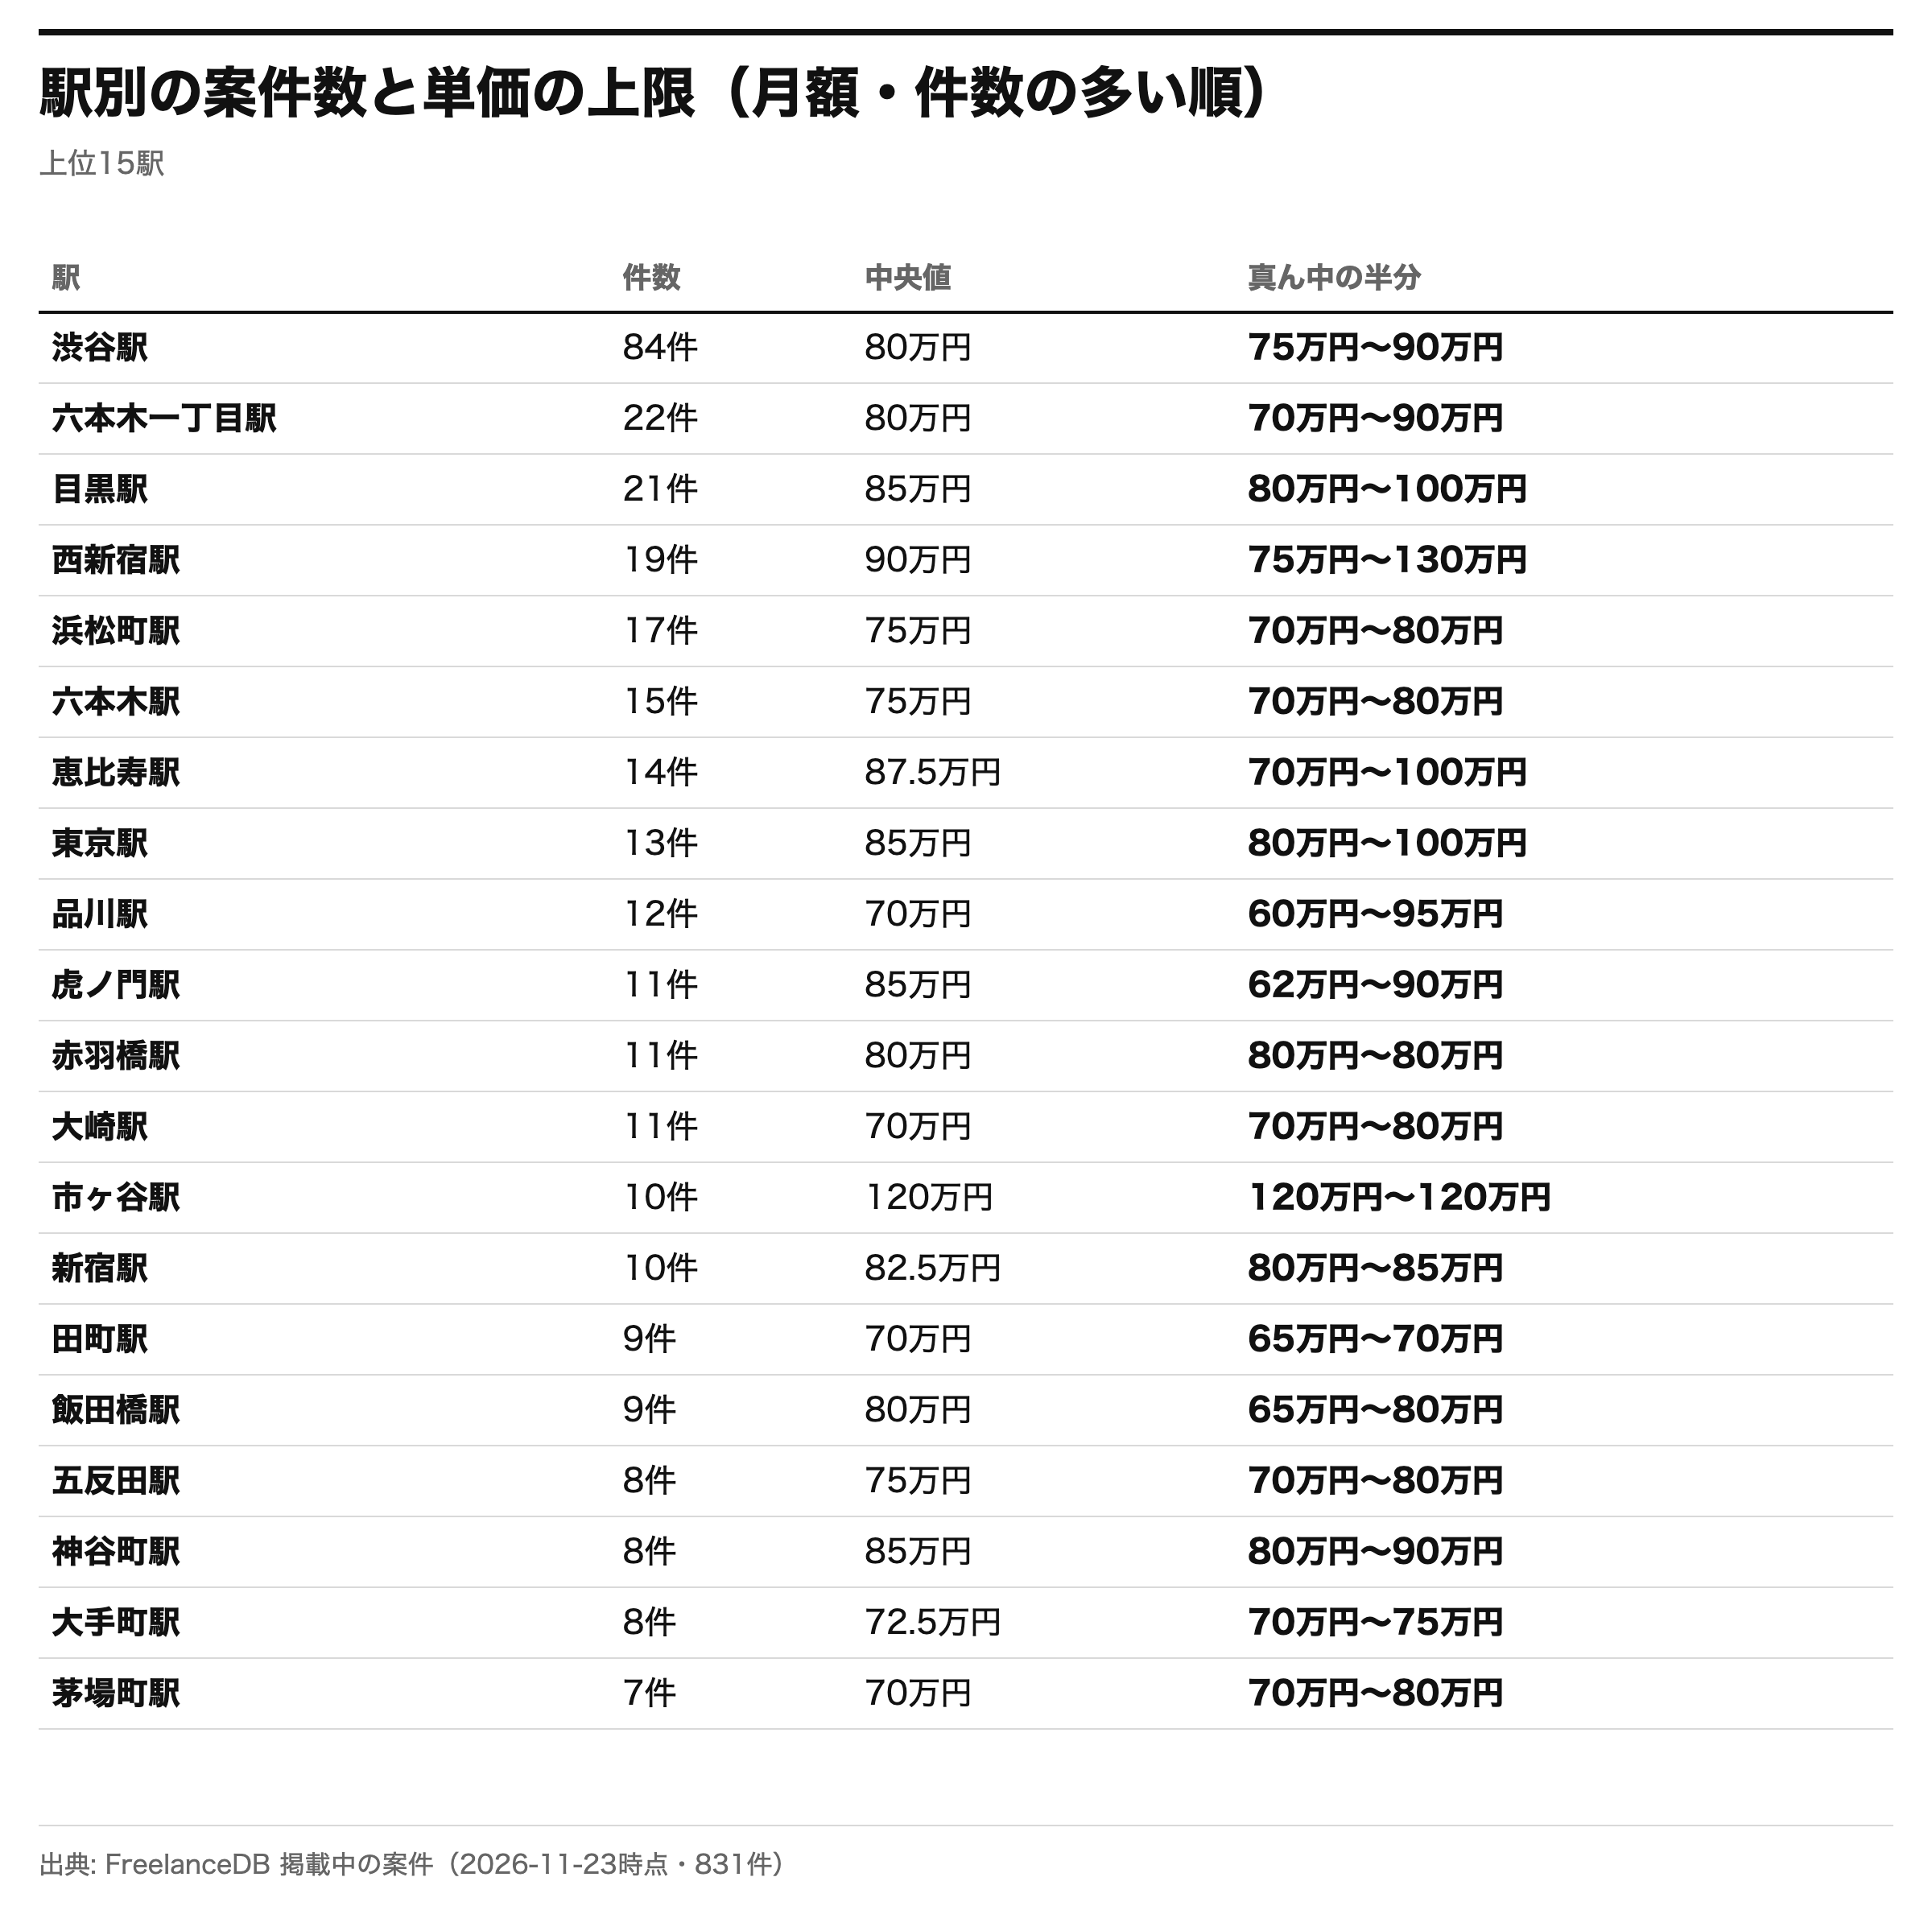 駅別の案件数と単価の上限（月額・件数の多い順）
上位15駅
駅 件数 中央値 真ん中の半分
渋谷駅 84件 80万円 75万円〜90万円
六本木一丁目駅 22件 80万円 70万円〜90万円
目黒駅 21件 85万円 80万円〜100万円
西新宿駅 19件 90万円 75万円〜130万円
浜松町駅 17件 75万円 70万円〜80万円
六本木駅 15件 75万円 70万円〜80万円
恵比寿駅 14件 87.5万円 70万円〜100万円
東京駅 13件 85万円 80万円〜100万円
品川駅 12件 70万円 60万円〜95万円
虎ノ門駅 11件 85万円 62万円〜90万円
赤羽橋駅 11件 80万円 80万円〜80万円
大崎駅 11件 70万円 70万円〜80万円
市ヶ谷駅 10件 120万円 120万円〜120万円
新宿駅 10件 82.5万円 80万円〜85万円
田町駅 9件 70万円 65万円〜70万円
飯田橋駅 9件 80万円 65万円〜80万円
五反田駅 8件 75万円 70万円〜80万円
神谷町駅 8件 85万円 80万円〜90万円
大手町駅 8件 72.5万円 70万円〜75万円
茅場町駅 7件 70万円 70万円〜80万円
出典: FreelanceDB 掲載中の案件（2026-11-23時点・831件）